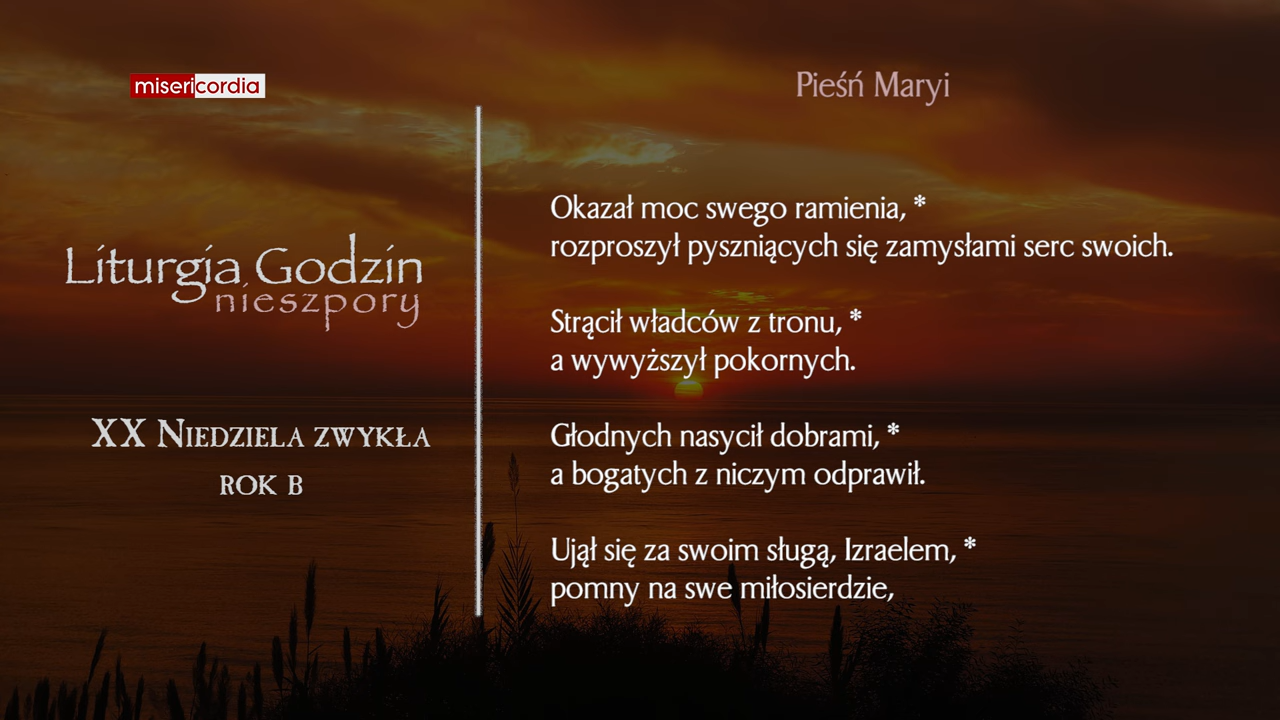 misericordia
Liturgia Godzin
nieszpory
XX Niedziela zwykła
rok B
Pieśń Maryi
Okazał moc swego ramienia, *
rozproszył pyszniących się zamysłami serc swoich.
Strącił władców z tronu, *
a wywyższył pokornych.
Głodnych nasycił dobrami, *
a bogatych z niczym odprawił.
Ujął się za swoim sługą, Izraelem, *
pomny na swe miłosierdzie,